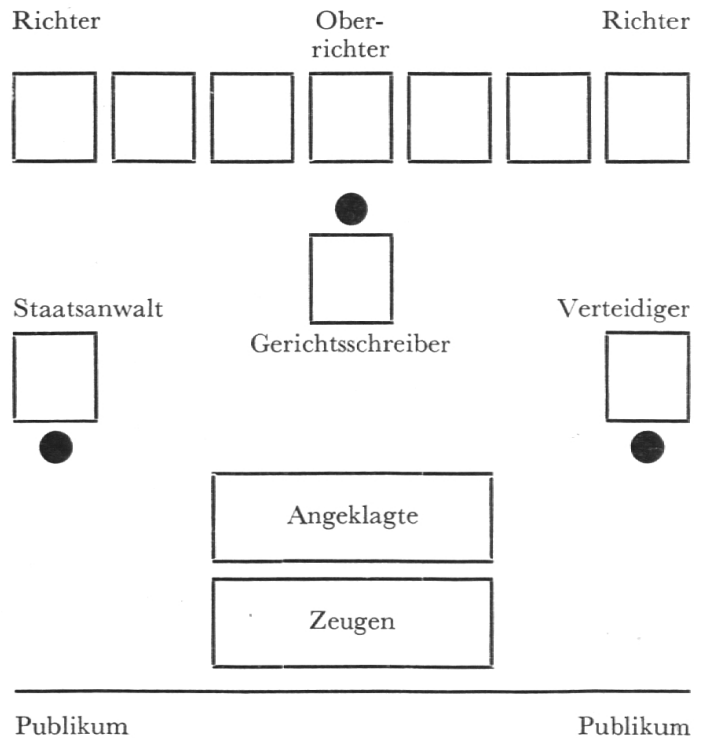 Richter
Ober-
richter
Richter
Staatsanwalt
Verteidiger
Gerichtsschreiber
Angeklagte
Zeugen
Publikum
Publikum